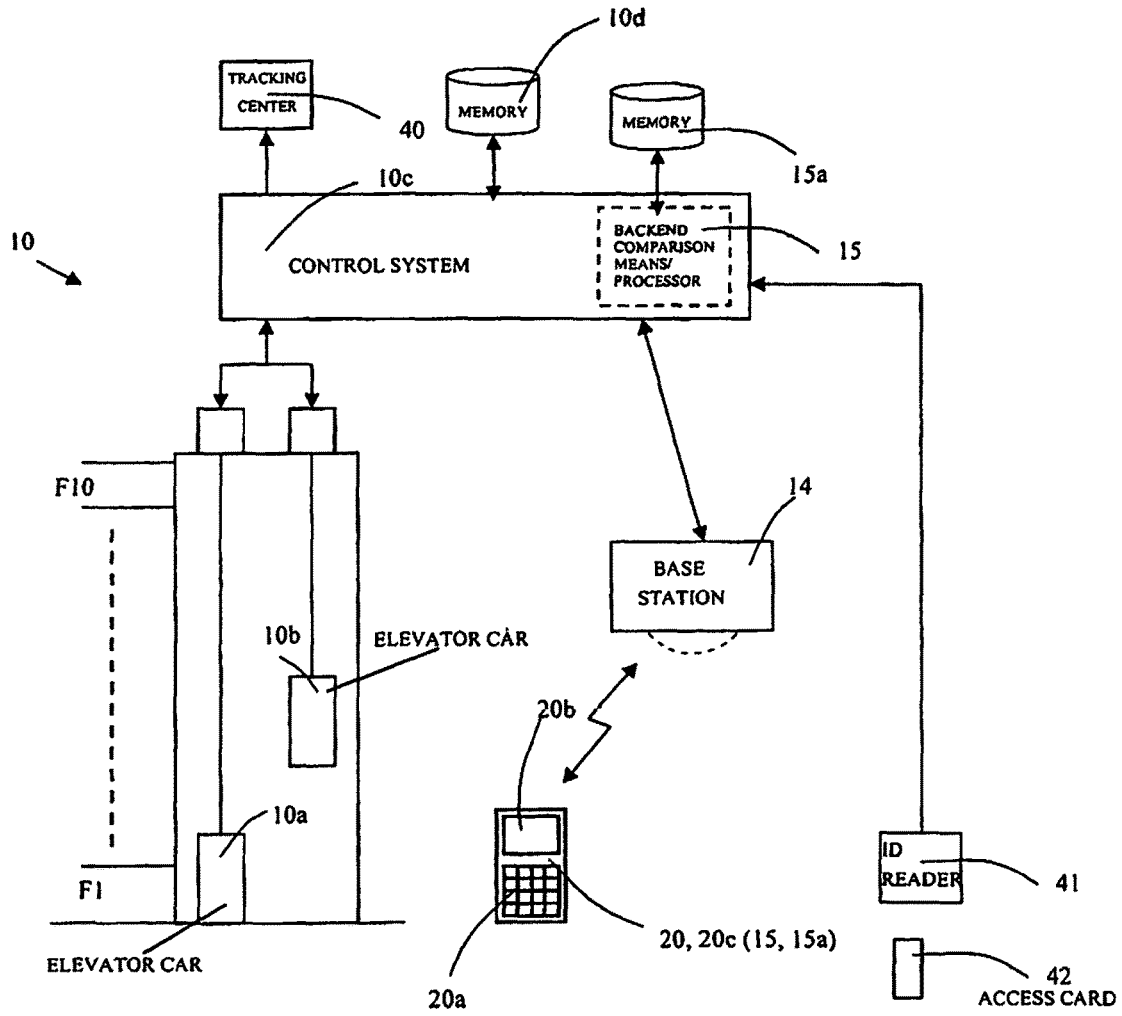 10d
TRACKING
CENTER
MEMORY
MEMORY
40
15a
10c
10
BACKEND
COMPARISON
MEANS/
PROCESSOR
15
CONTROL SYSTEM
F10
14
BASE
STATION
10b
ELEVATOR CAR
20b
10a
ID
READER
41
F1
20, 20c (15, 15a)
ELEVATOR CAR
20a
42
ACCESS CARD